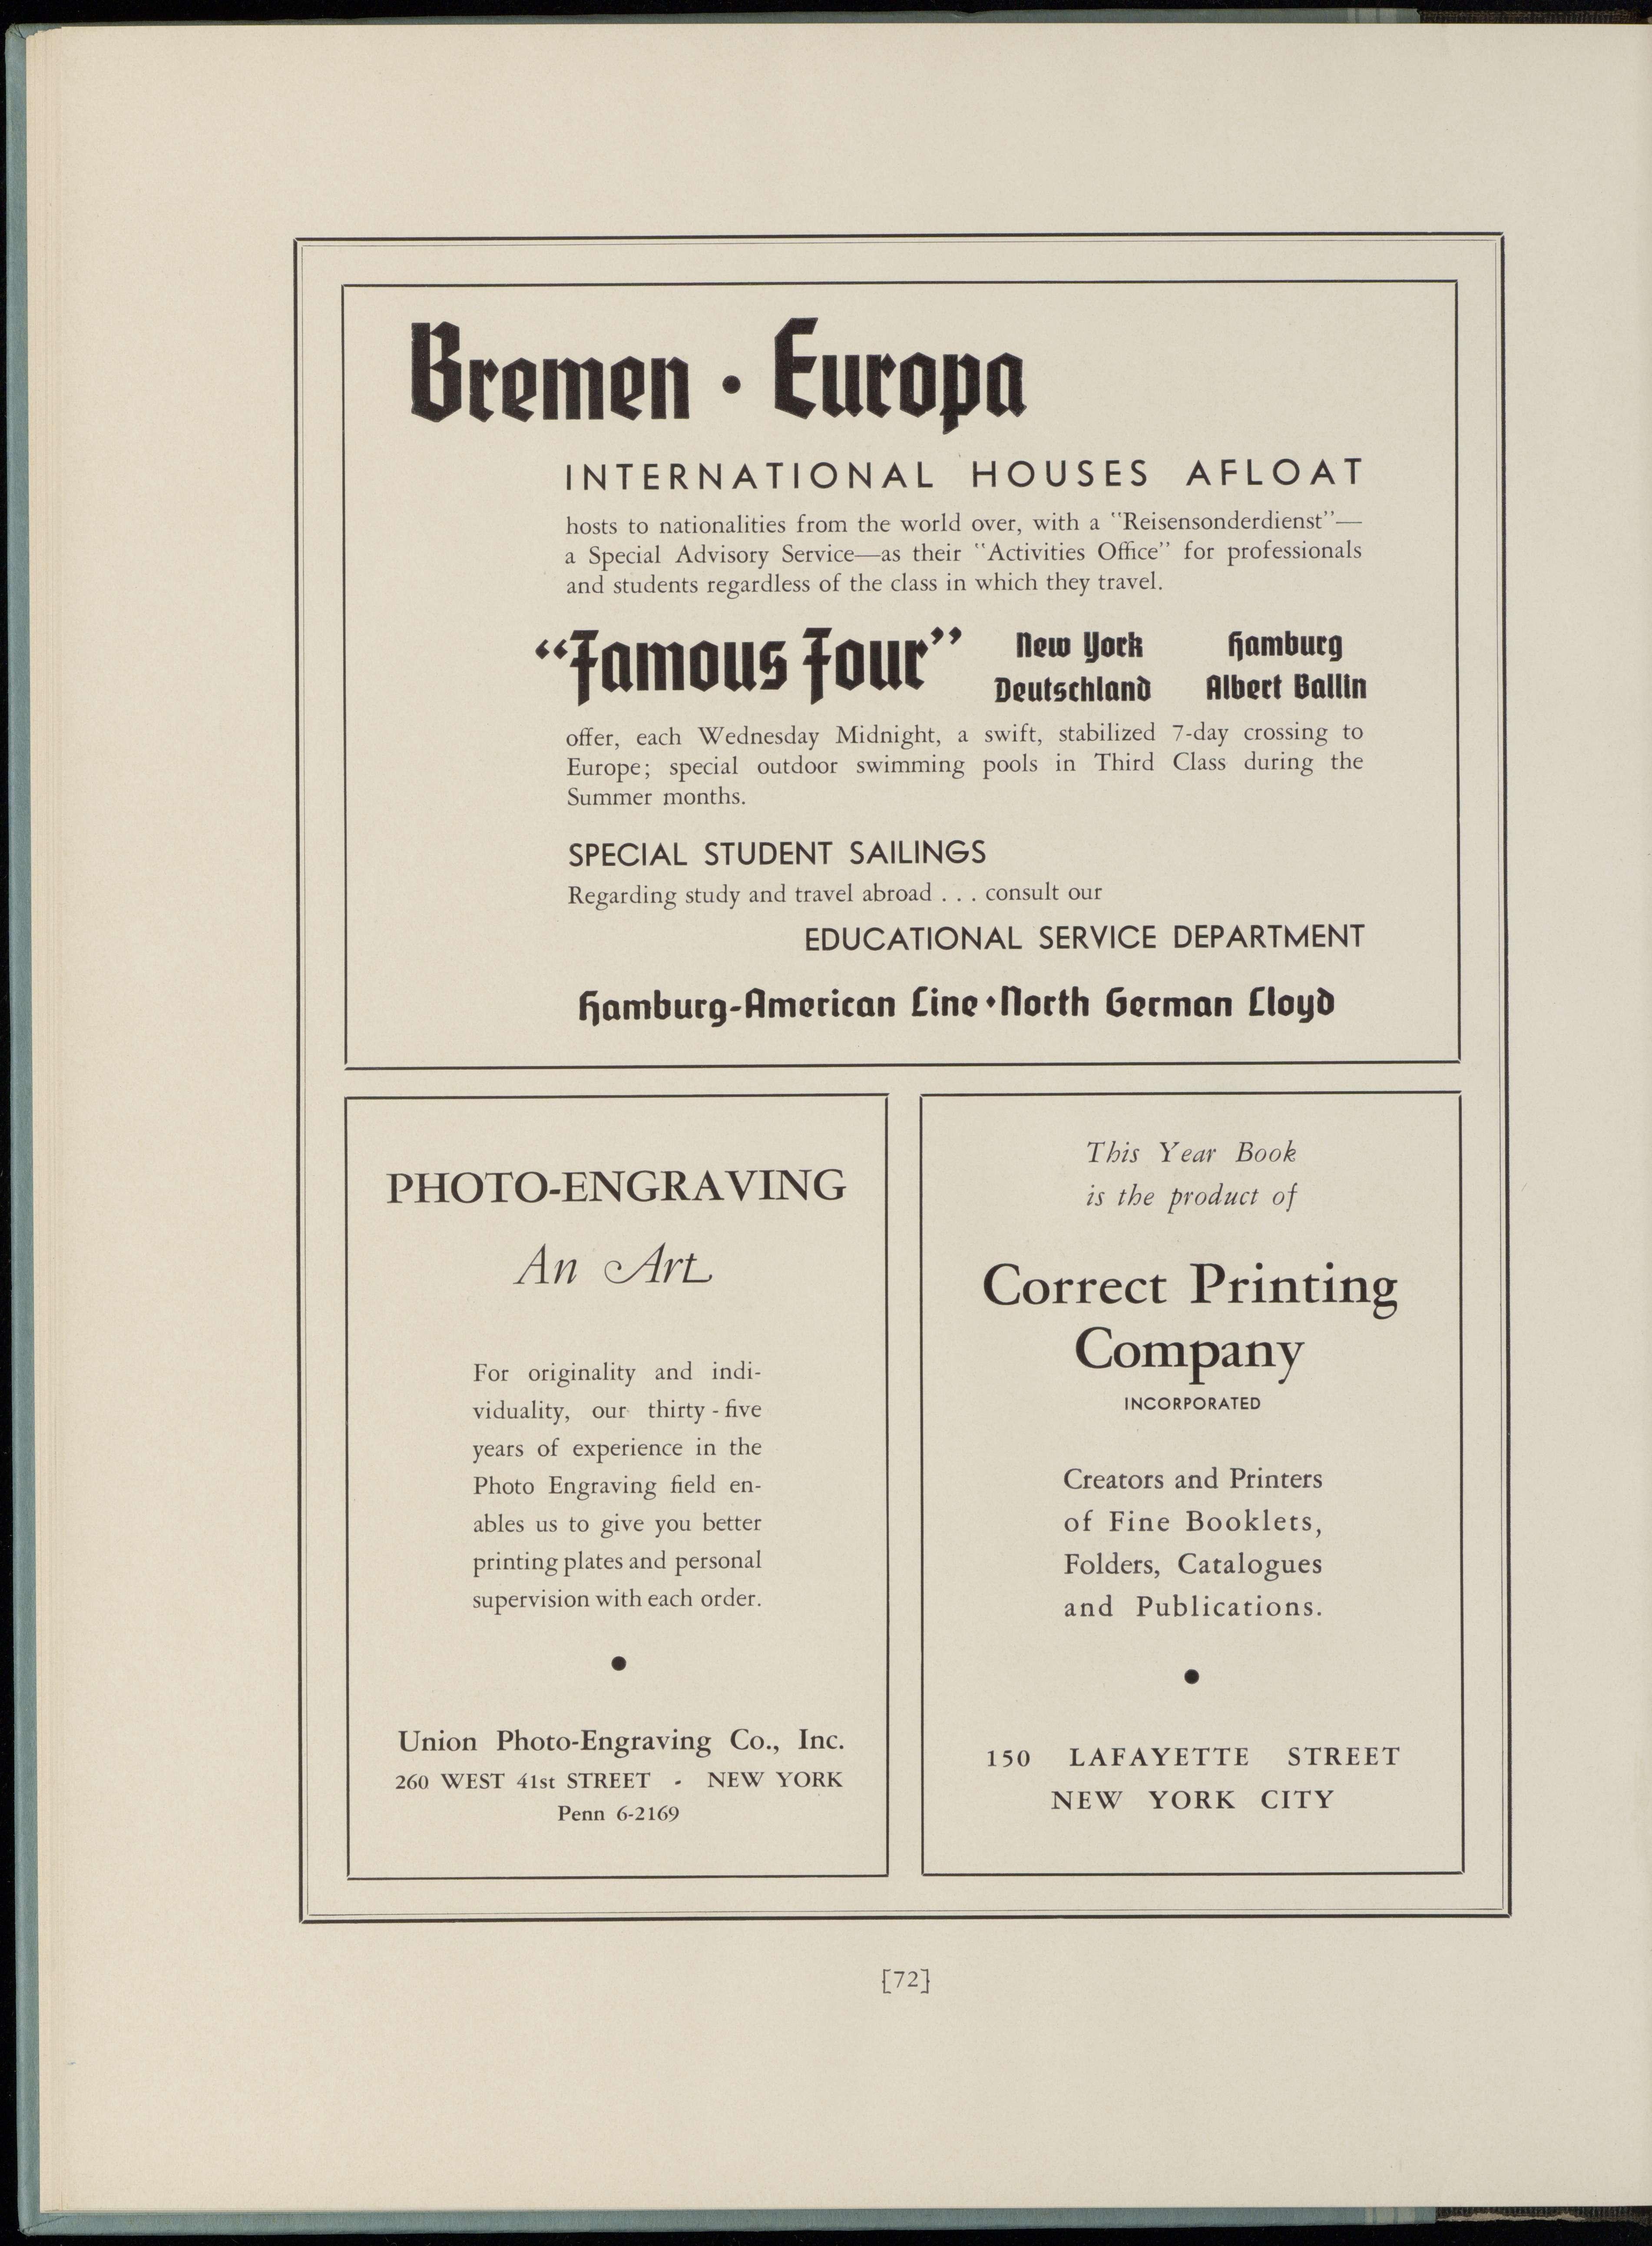 Bremen • Europa
INTERNATIONAL HOUSES AFLOAT
hosts to nationalities from the world over, with a "Reisensonderdienst"—
a Special Advisory Service—as their "Activities Office" for professionals
and students regardless of the class in which they travel.
"Famous Four"
New York Hamburg
Deutschland Albert Ballin
offer, each Wednesday Midnight, a swift, stabilized 7-day crossing to
Europe; special outdoor swimming pools in Third Class during the
Summer months.
SPECIAL STUDENT SAILINGS
Regarding study and travel abroad . . . consult our
EDUCATIONAL SERVICE DEPARTMENT
Hamburg-American Line • North German Lloyd
PHOTO-ENGRAVING
An Art
For originality and indi-
viduality, our thirty-five
years of experience in the
Photo Engraving field en-
ables us to give you better
printing plates and personal
supervision with each order.
•
Union Photo-Engraving Co., Inc.
260 WEST 41st STREET - NEW YORK
Penn 6-2169
This Year Book
is the product of
Correct Printing
Company
INCORPORATED
Creators and Printers
of Fine Booklets,
Folders, Catalogues
and Publications.
•
150 LAFAYETTE STREET
NEW YORK CITY
[72]